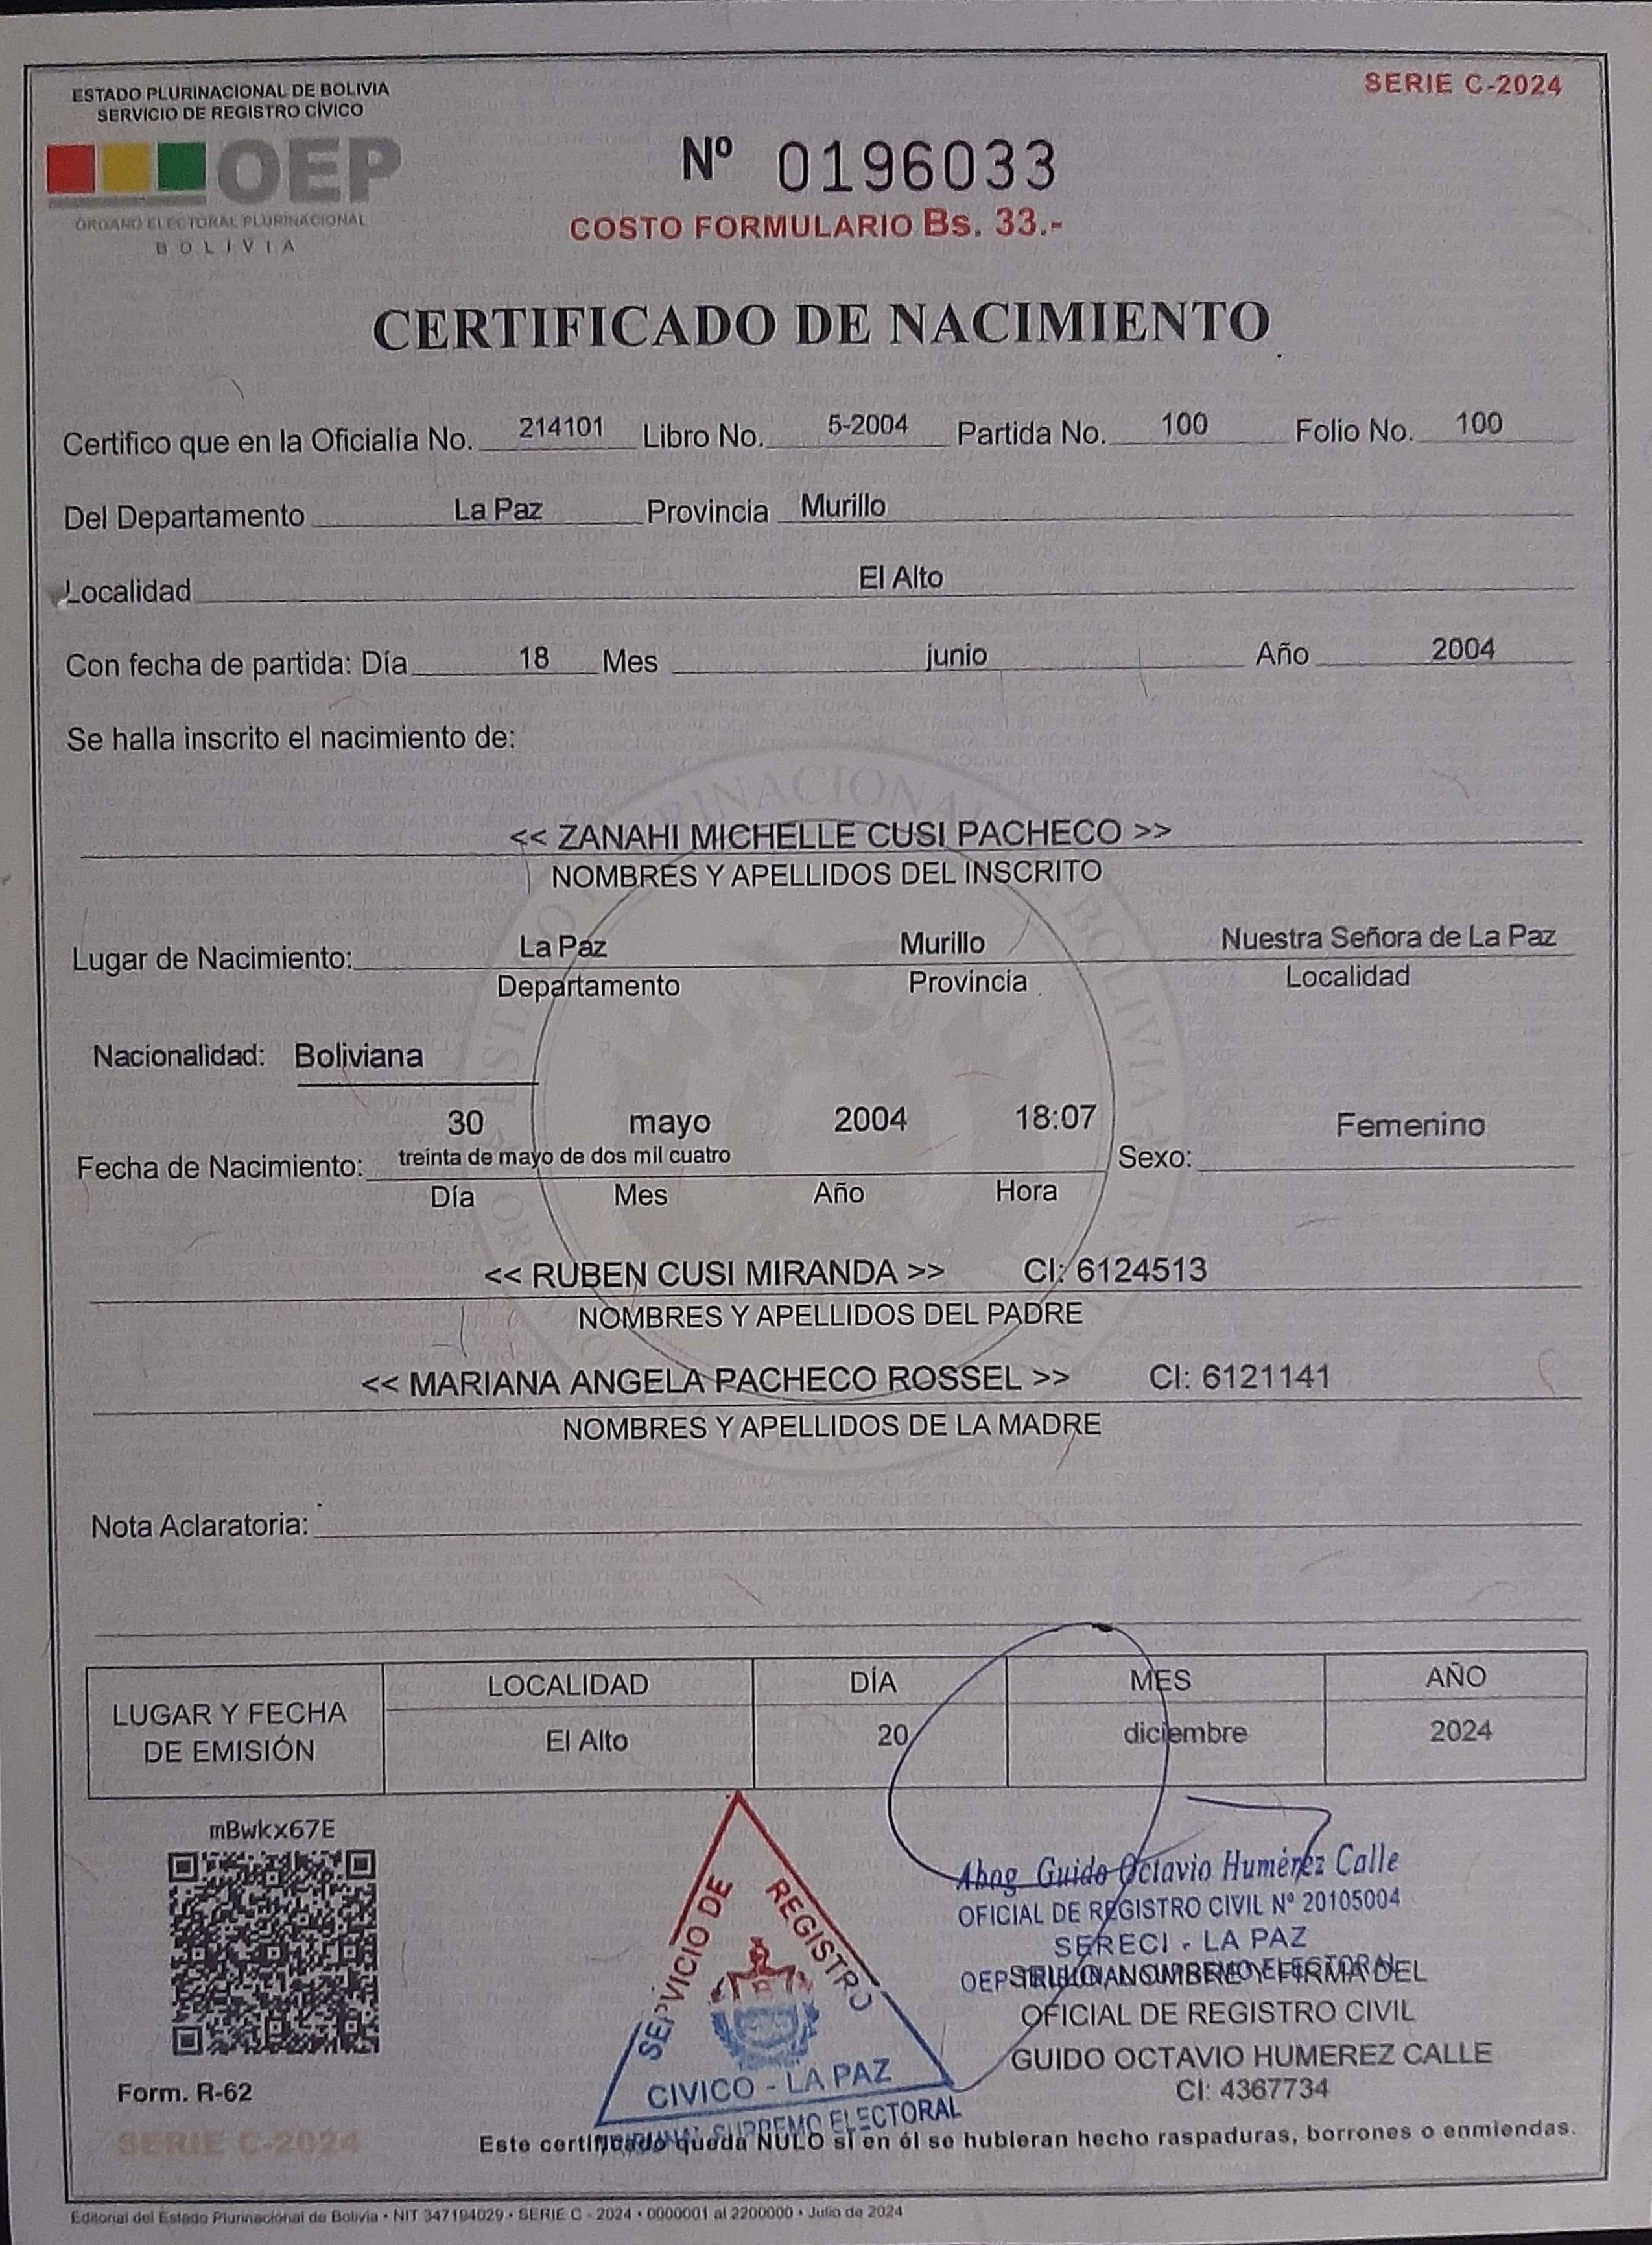 ESTADO PLURINACIONAL DE BOLIVIA
SERVICIO DE REGISTRO CÍVICO
SERIE C-2024
OEP
ÓRGANO ELECTORAL PLURINACIONAL
BOLIVIA
Nº 0196033
COSTO FORMULARIO Bs. 33.-
CERTIFICADO DE NACIMIENTO
Certifico que en la Oficialía No. 214101 Libro No. 5-2004 Partida No. 100 Folio No. 100
Del Departamento La Paz Provincia Murillo
Localidad El Alto
Con fecha de partida: Día 18 Mes junio Año 2004
Se halla inscrito el nacimiento de:
<< ZANAHI MICHELLE CUSI PACHECO >>
NOMBRES Y APELLIDOS DEL INSCRITO
Lugar de Nacimiento: La Paz Murillo Nuestra Señora de La Paz
Departamento Provincia Localidad
Nacionalidad: Boliviana
30 mayo 2004 18:07 Femenino
Fecha de Nacimiento: treinta de mayo de dos mil cuatro Sexo:
Día Mes Año Hora
<< RUBEN CUSI MIRANDA >> CI: 6124513
NOMBRES Y APELLIDOS DEL PADRE
<< MARIANA ANGELA PACHECO ROSSEL >> CI: 6121141
NOMBRES Y APELLIDOS DE LA MADRE
Nota Aclaratoria:
LUGAR Y FECHA DE EMISIÓN
LOCALIDAD DÍA MES AÑO
El Alto 20 diciembre 2024
mBwkx67E
SERVICIO DE REGISTRO
CIVICO - LA PAZ
TRIBUNAL SUPREMO ELECTORAL
Abog. Guido Octavio Humérez Calle
OFICIAL DE REGISTRO CIVIL Nº 20105004
SERECI - LA PAZ
OEP - TRIBUNAL SUPREMO ELECTORAL
SELLO, NOMBRE Y FIRMA DEL
OFICIAL DE REGISTRO CIVIL
GUIDO OCTAVIO HUMEREZ CALLE
CI: 4367734
Form. R-62
SERIE C-2024
Este certificado queda NULO si en él se hubieran hecho raspaduras, borrones o enmiendas.
Editorial del Estado Plurinacional de Bolivia • NIT 347194029 • SERIE C - 2024 • 0000001 al 2200000 • Julio de 2024